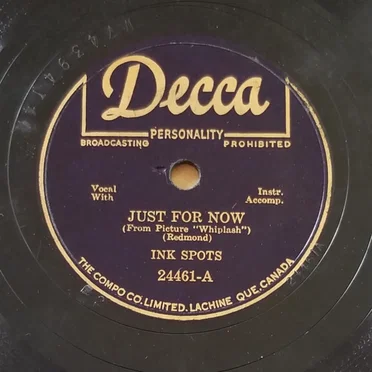 Decca
PERSONALITY
BROADCASTING PROHIBITED
Vocal Instr.
With Accomp.
JUST FOR NOW
(From Picture "Whiplash")
(Redmond)
INK SPOTS
24461-A
THE COMPO CO. LIMITED. LACHINE QUE. CANADA